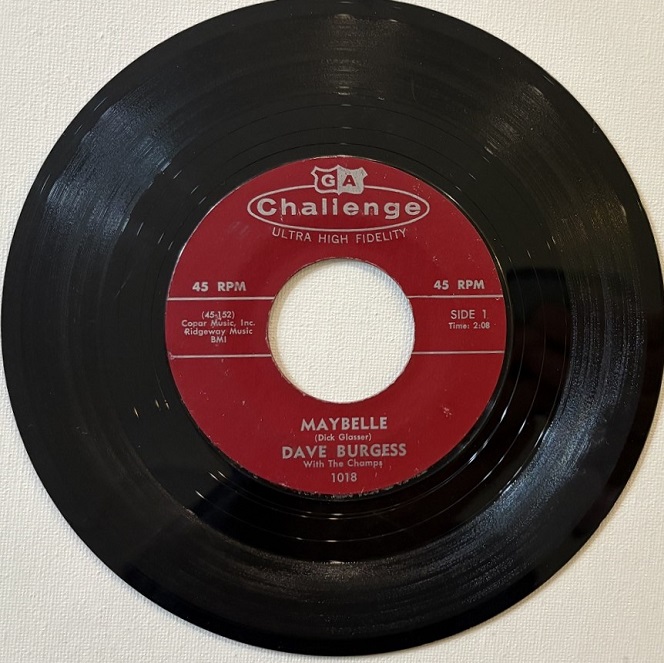 GA
Challenge
ULTRA HIGH FIDELITY
45 RPM
45 RPM
(45-152)
Copar Music, Inc.
Ridgeway Music
BMI
SIDE 1
Time: 2:08
MAYBELLE
(Dick Glasser)
DAVE BURGESS
With The Champs
1018